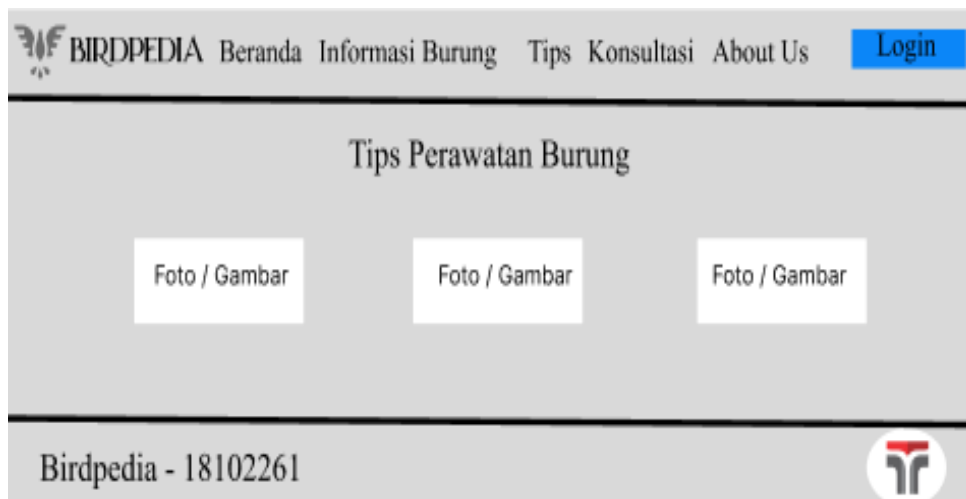 BIRDPEDIA Beranda Informasi Burung Tips Konsultasi About Us Login
Tips Perawatan Burung
Foto / Gambar Foto / Gambar Foto / Gambar
Birdpedia - 18102261